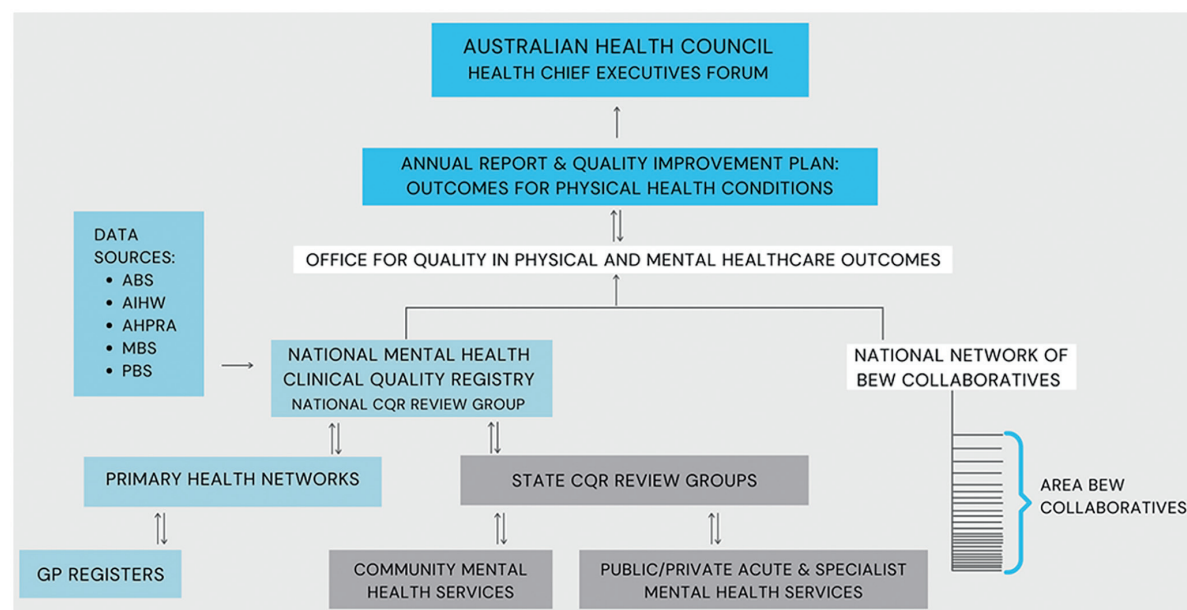 AUSTRALIAN HEALTH COUNCIL
HEALTH CHIEF EXECUTIVES FORUM
ANNUAL REPORT & QUALITY IMPROVEMENT PLAN:
OUTCOMES FOR PHYSICAL HEALTH CONDITIONS
DATA
SOURCES:
• ABS
• AIHW
• AHPRA
• MBS
• PBS
OFFICE FOR QUALITY IN PHYSICAL AND MENTAL HEALTHCARE OUTCOMES
NATIONAL MENTAL HEALTH
CLINICAL QUALITY REGISTRY
NATIONAL CQR REVIEW GROUP
NATIONAL NETWORK OF
BEW COLLABORATIVES
PRIMARY HEALTH NETWORKS
STATE CQR REVIEW GROUPS
AREA BEW
COLLABORATIVES
GP REGISTERS
COMMUNITY MENTAL
HEALTH SERVICES
PUBLIC/PRIVATE ACUTE & SPECIALIST
MENTAL HEALTH SERVICES